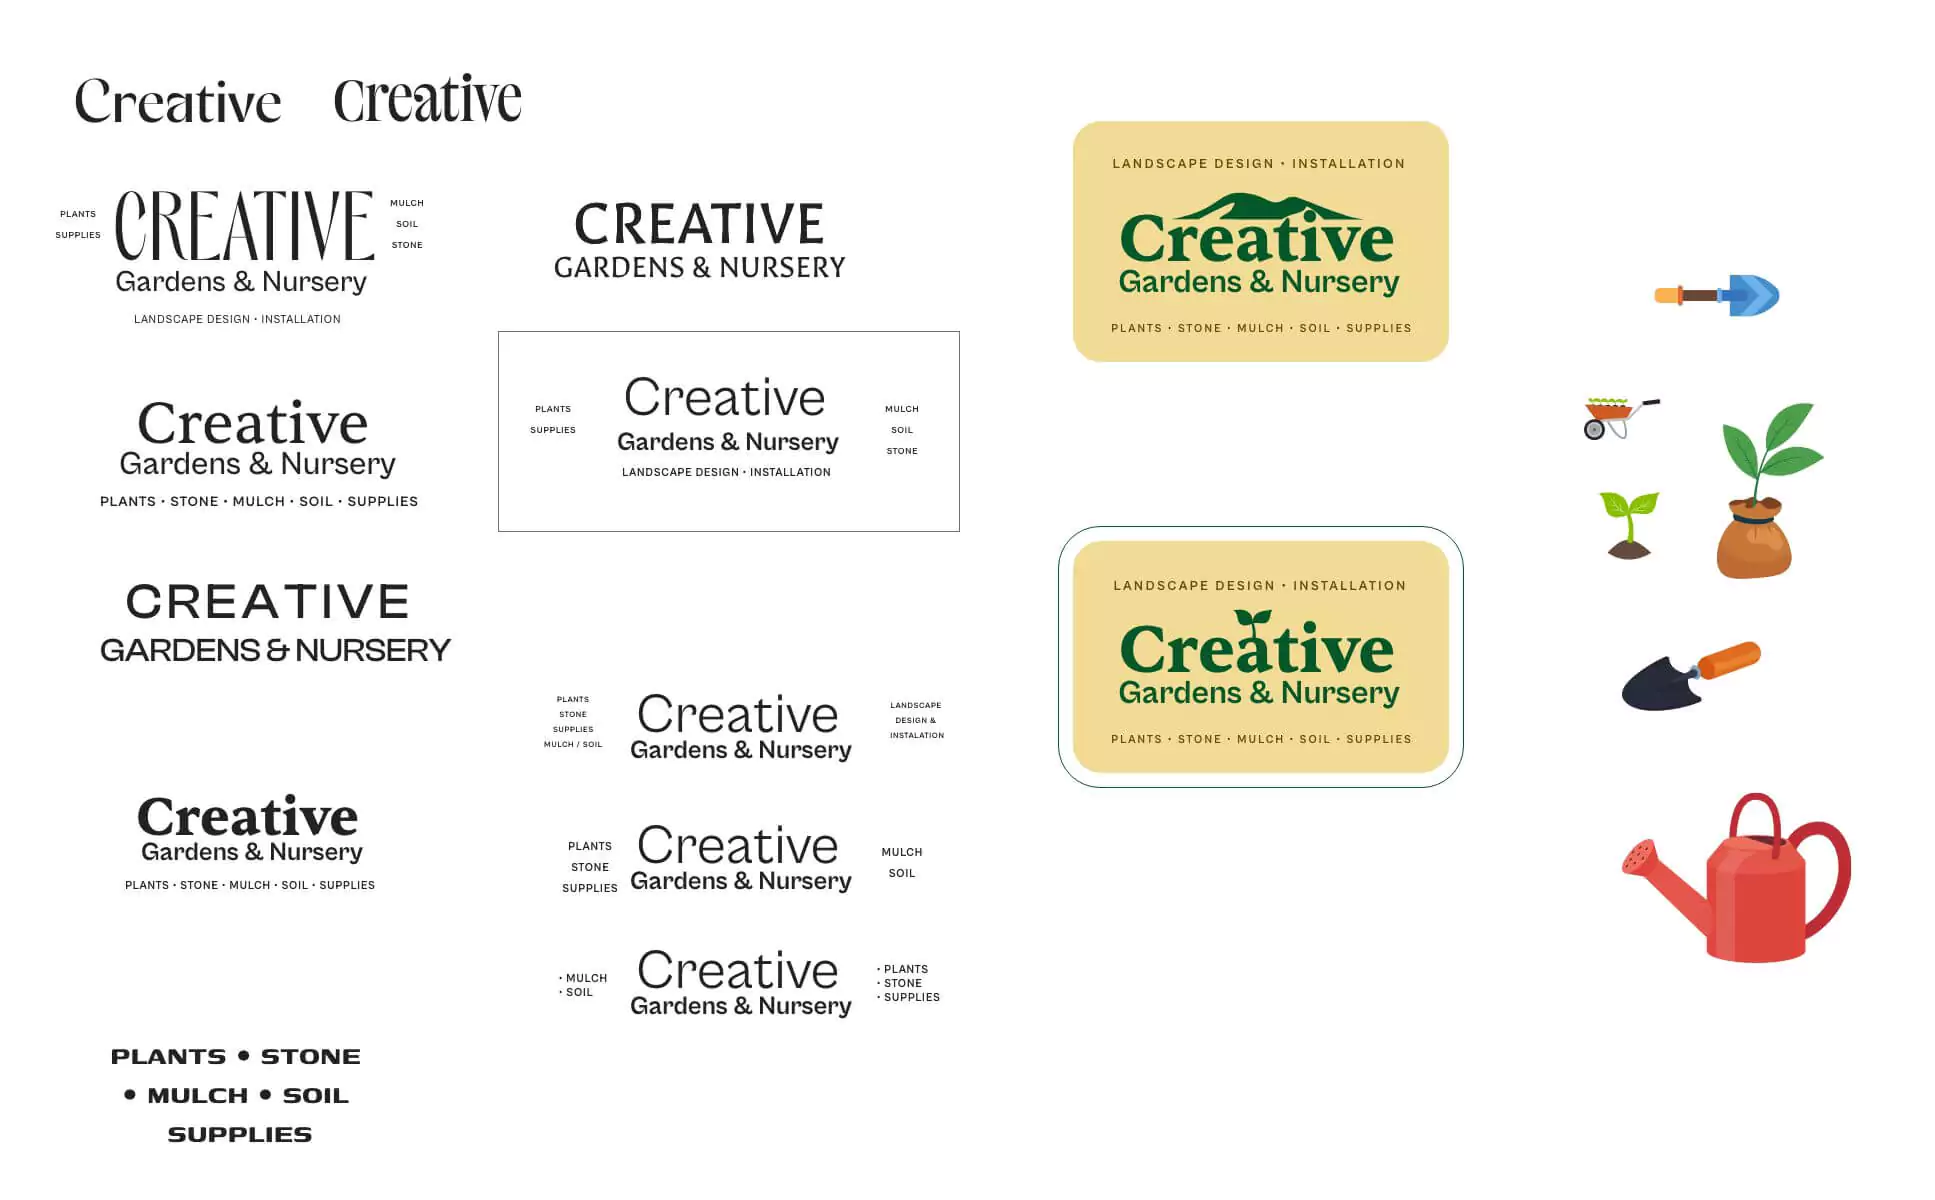 Creative
Creative
PLANTS
SUPPLIES
CREATIVE
MULCH
SOIL
STONE
Gardens & Nursery
LANDSCAPE DESIGN • INSTALLATION
Creative
Gardens & Nursery
PLANTS • STONE • MULCH • SOIL • SUPPLIES
CREATIVE
GARDENS & NURSERY
Creative
Gardens & Nursery
PLANTS • STONE • MULCH • SOIL • SUPPLIES
PLANTS • STONE
• MULCH • SOIL
SUPPLIES
CREATIVE
GARDENS & NURSERY
PLANTS
SUPPLIES
Creative
Gardens & Nursery
LANDSCAPE DESIGN • INSTALLATION
MULCH
SOIL
STONE
PLANTS
STONE
SUPPLIES
MULCH / SOIL
Creative
Gardens & Nursery
LANDSCAPE
DESIGN &
INSTALATION
PLANTS
STONE
SUPPLIES
Creative
Gardens & Nursery
MULCH
SOIL
• MULCH
• SOIL
Creative
Gardens & Nursery
• PLANTS
• STONE
• SUPPLIES
LANDSCAPE DESIGN • INSTALLATION
Creative
Gardens & Nursery
PLANTS • STONE • MULCH • SOIL • SUPPLIES
LANDSCAPE DESIGN • INSTALLATION
Creative
Gardens & Nursery
PLANTS • STONE • MULCH • SOIL • SUPPLIES